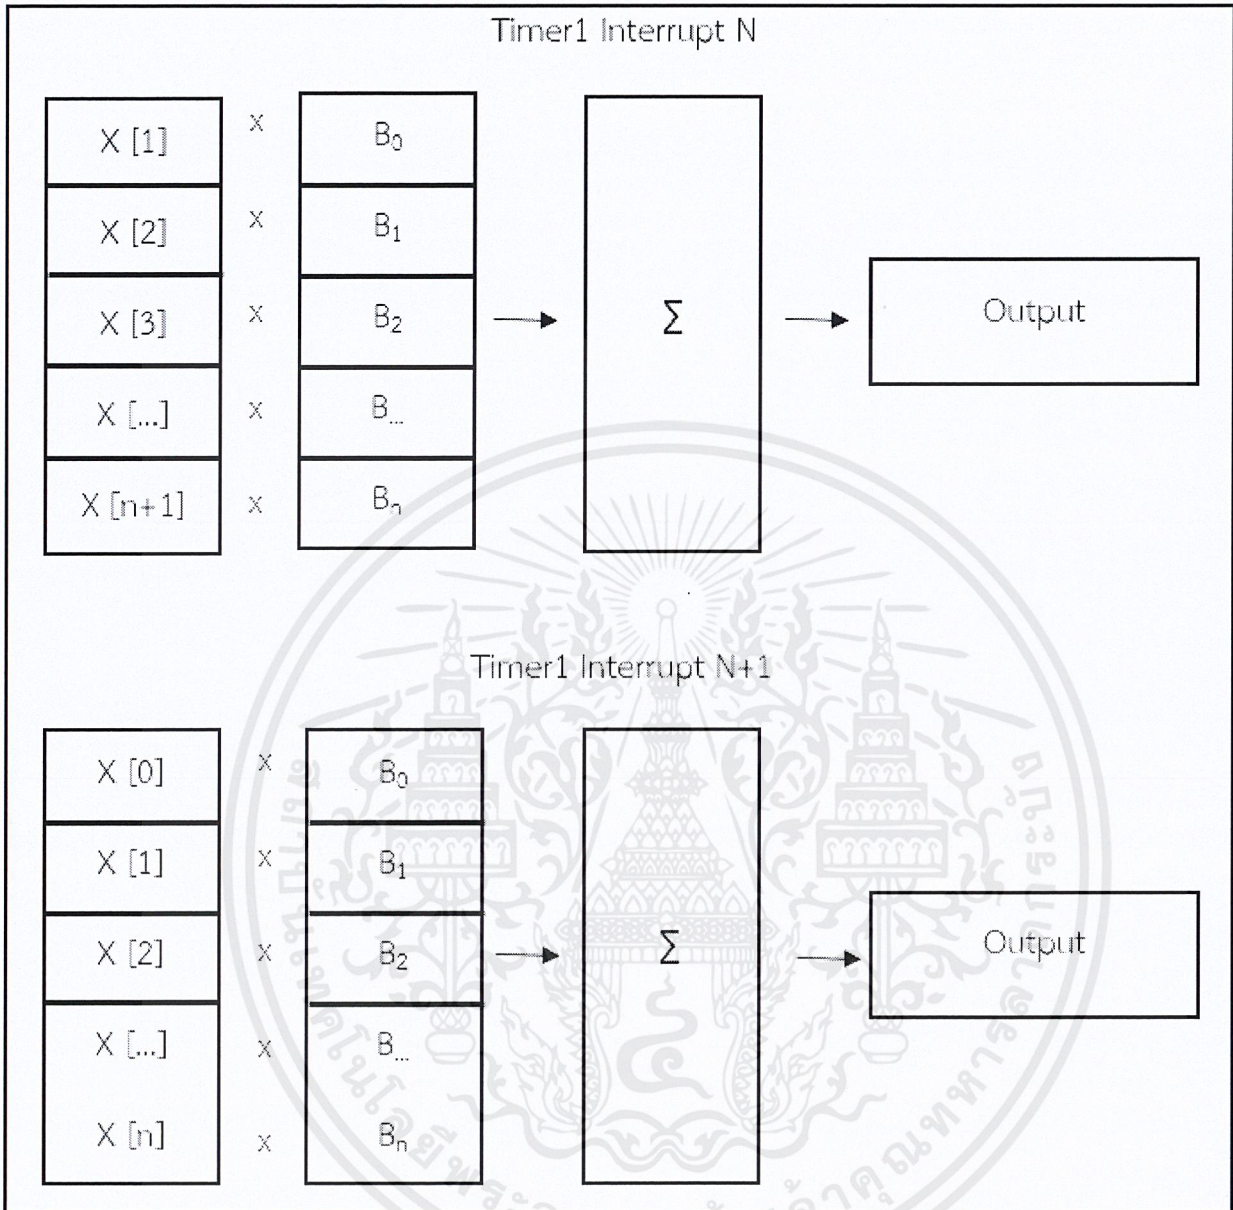 Timer1 Interrupt N
X [1] x B₀
X [2] x B₁
X [3] x B₂ Σ Output
X [...] x B...
X [n+1] x Bₙ
Timer1 Interrupt N+1
X [0] x B₀
X [1] x B₁
X [2] x B₂ Σ Output
X [...] x B...
X [n] x Bₙ